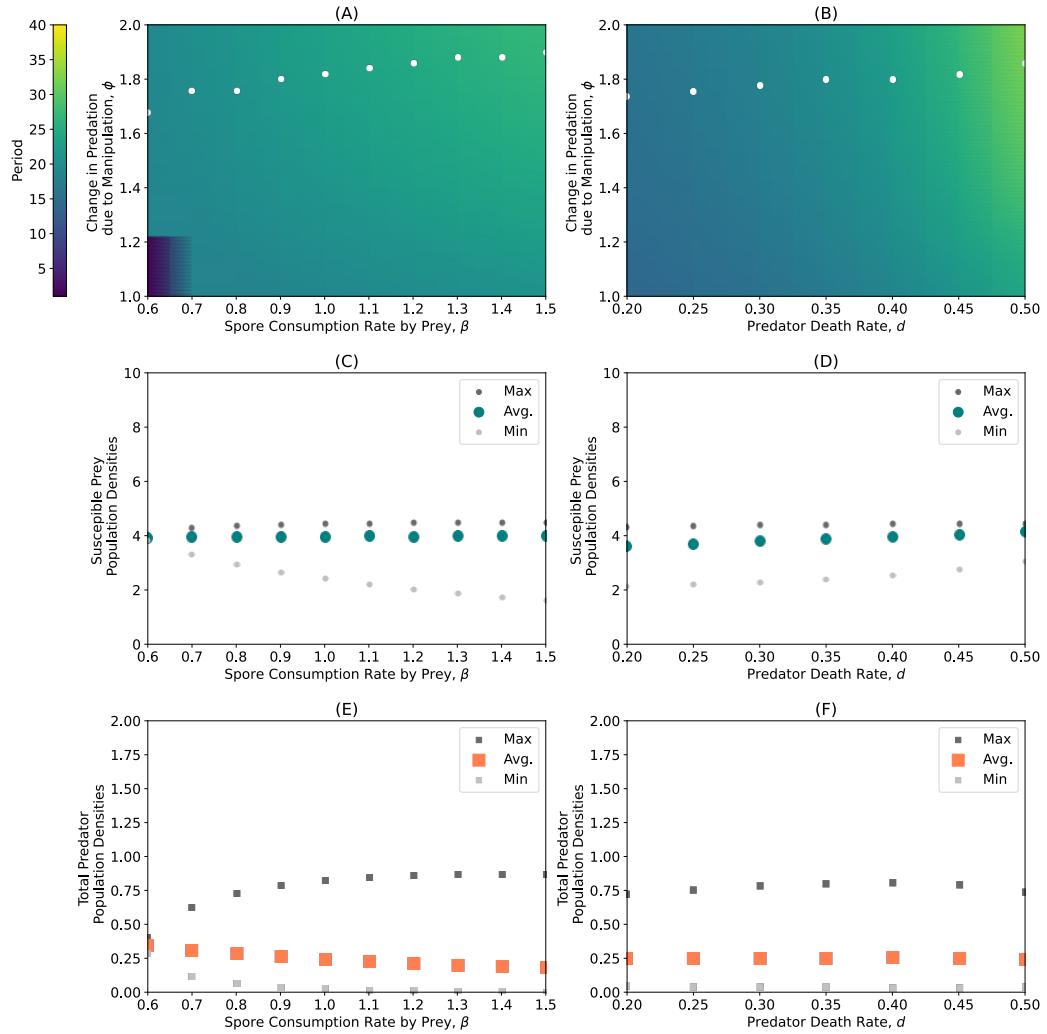 (A)
(B)
40
35
30
25
20
15
10
5
Period
2.0
1.8
1.6
1.4
1.2
1.0
Change in Predation
due to Manipulation, ϕ
0.6 0.7 0.8 0.9 1.0 1.1 1.2 1.3 1.4 1.5
Spore Consumption Rate by Prey, β
2.0
1.8
1.6
1.4
1.2
1.0
Change in Predation
due to Manipulation, ϕ
0.20 0.25 0.30 0.35 0.40 0.45 0.50
Predator Death Rate, d
(C)
10
8
6
4
2
0
Suscepible Prey
Population Densities
Max
Avg.
Min
0.6 0.7 0.8 0.9 1.0 1.1 1.2 1.3 1.4 1.5
Spore Consumption Rate by Prey, β
(D)
10
8
6
4
2
0
Suscepible Prey
Population Densities
Max
Avg.
Min
0.20 0.25 0.30 0.35 0.40 0.45 0.50
Predator Death Rate, d
(E)
2.00
1.75
1.50
1.25
1.00
0.75
0.50
0.25
0.00
Total Predator
Population Densities
Max
Avg.
Min
0.6 0.7 0.8 0.9 1.0 1.1 1.2 1.3 1.4 1.5
Spore Consumption Rate by Prey, β
(F)
2.00
1.75
1.50
1.25
1.00
0.75
0.50
0.25
0.00
Total Predator
Population Densities
Max
Avg.
Min
0.20 0.25 0.30 0.35 0.40 0.45 0.50
Predator Death Rate, d